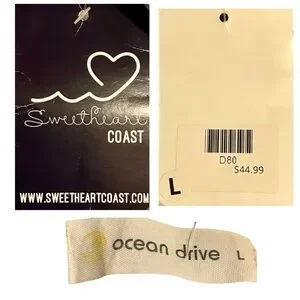 Sweetheart
COAST
WWW.SWEETHEARTCOAST.COM
D80
$44.99
L
ocean drive L